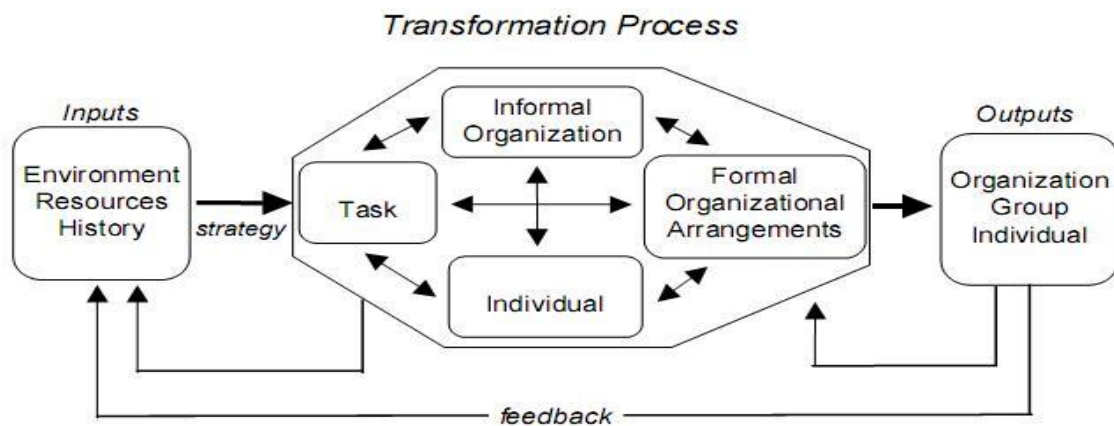 Transformation Process
Inputs
Environment
Resources
History
strategy
Informal
Organization
Task
Formal
Organizational
Arrangements
Individual
Outputs
Organization
Group
Individual
feedback